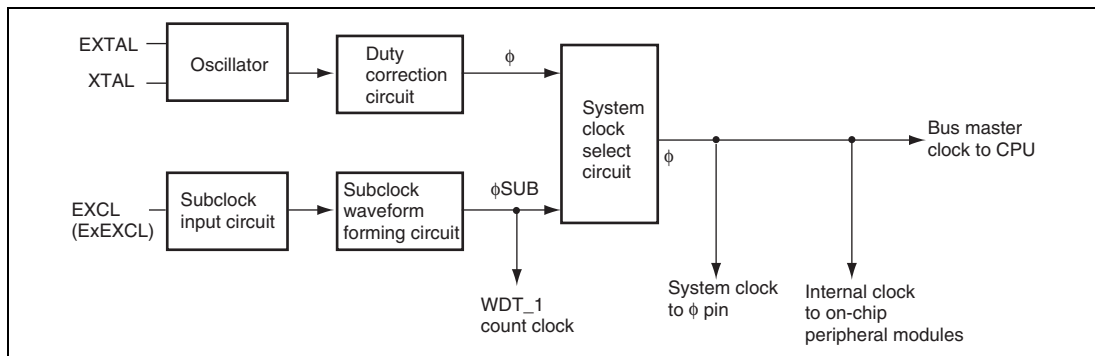 EXTAL
XTAL
Oscillator
Duty
correction
circuit
ϕ
System
clock
select
circuit
ϕ
Bus master
clock to CPU
EXCL
(ExEXCL)
Subclock
input circuit
Subclock
waveform
forming circuit
ϕSUB
WDT_1
count clock
System clock
to ϕ pin
Internal clock
to on-chip
peripheral modules